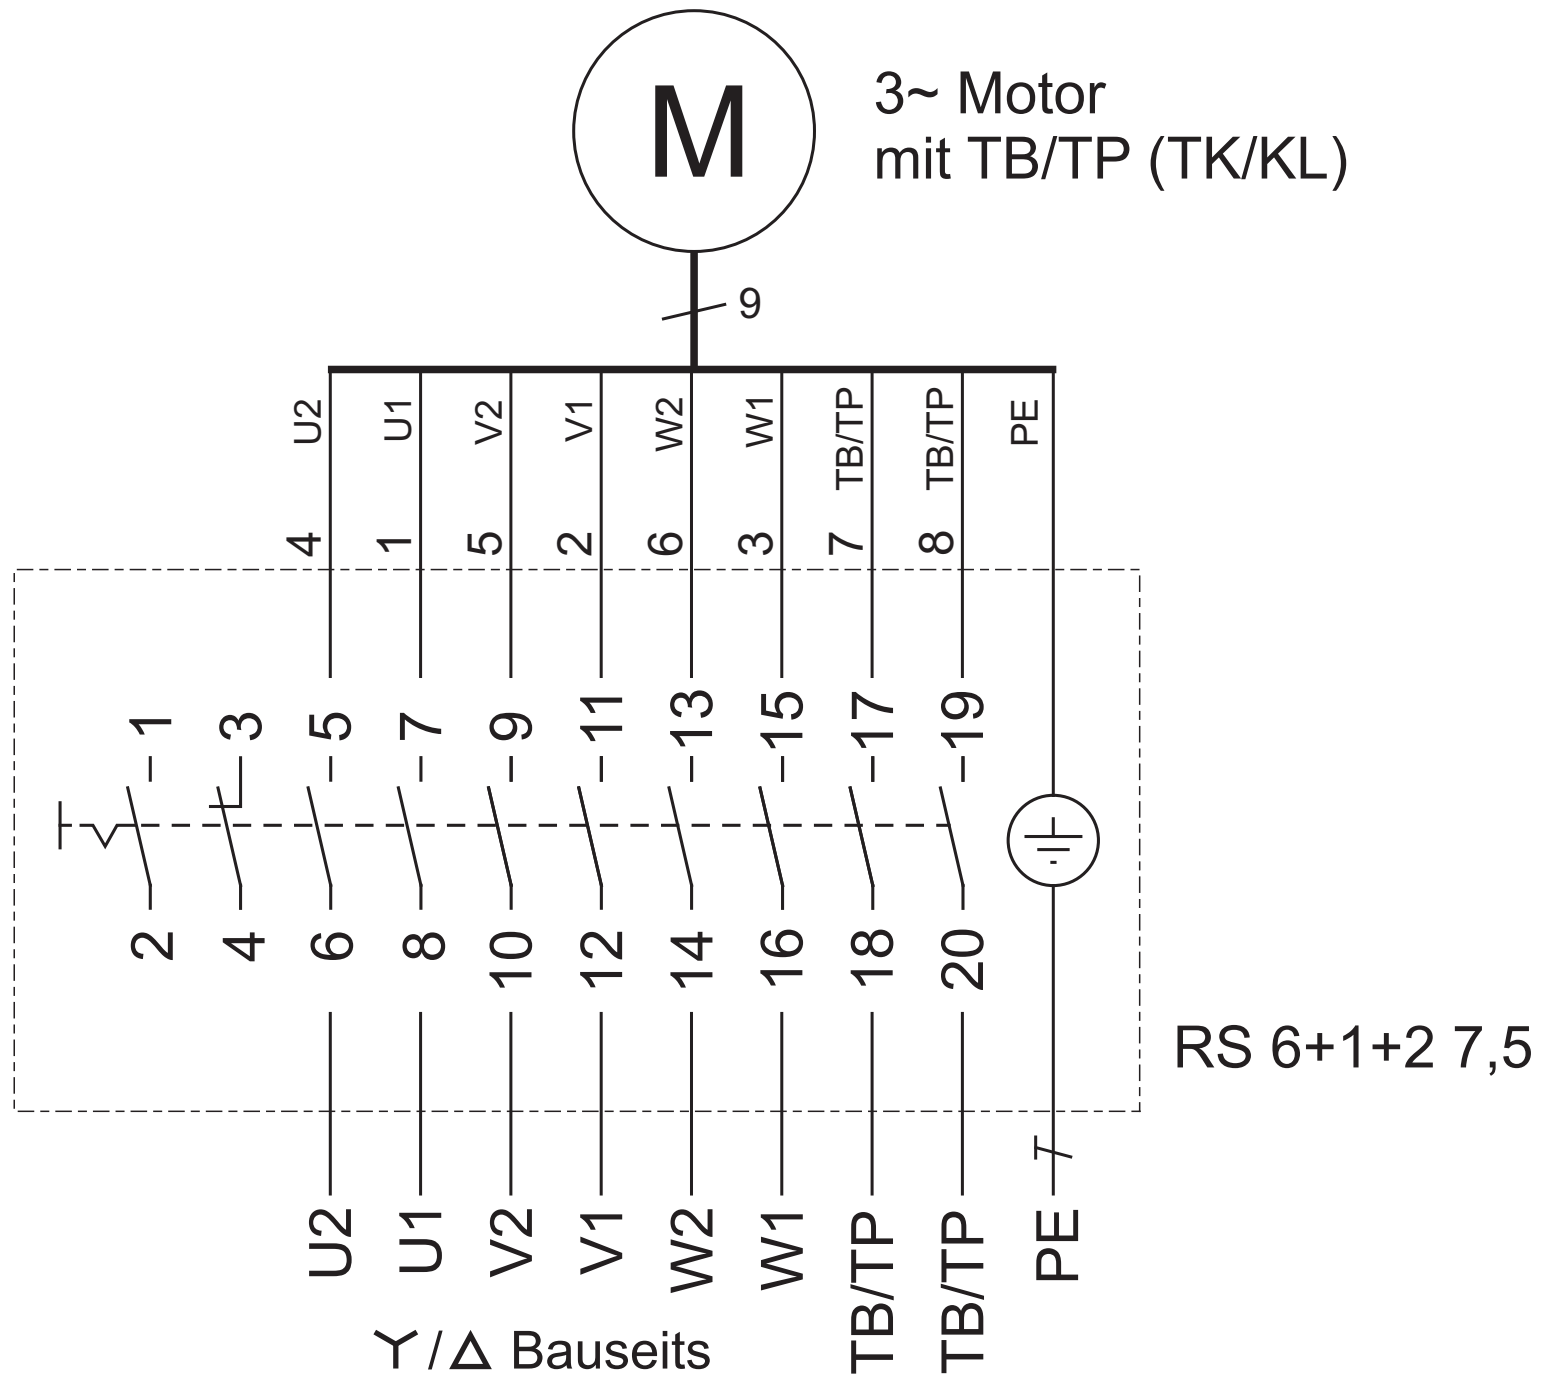 M
3~ Motor
mit TB/TP (TK/KL)
9
U2 U1 V2 V1 W2 W1 TB/TP TB/TP PE
4 1 5 2 6 3 7 8
1 3 5 7 9 11 13 15 17 19
2 4 6 8 10 12 14 16 18 20
RS 6+1+2 7,5
U2 U1 V2 V1 W2 W1 TB/TP TB/TP PE
/ Bauseits